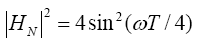 |H_N|^2 = 4 sin^2 (ωT / 4)